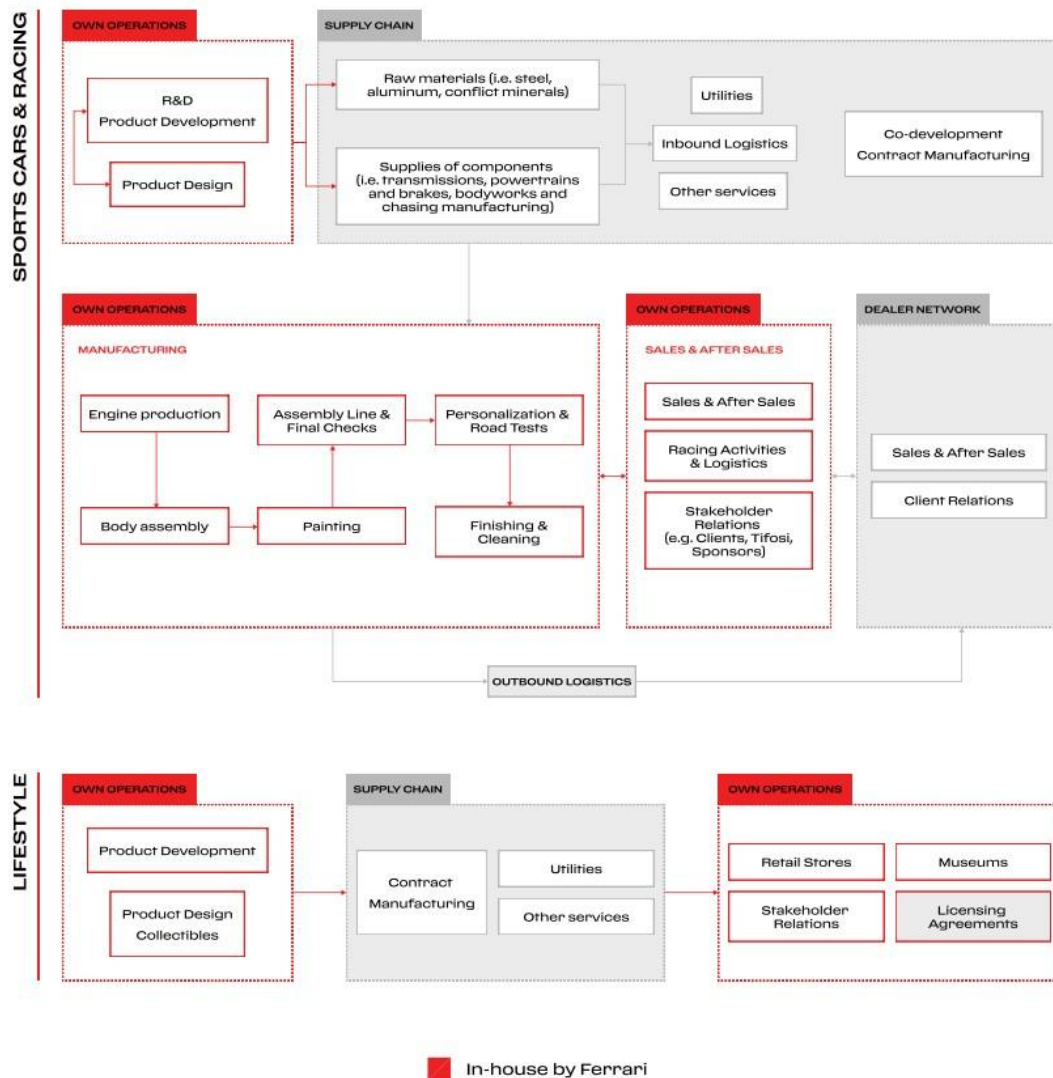 SPORTS CARS & RACING
OWN OPERATIONS
R&D
Product Development
Product Design
SUPPLY CHAIN
Raw materials (i.e. steel,
aluminum, conflict minerals)
Supplies of components
(i.e. transmissions, powertrains
and brakes, bodyworks and
chasing manufacturing)
Utilities
Inbound Logistics
Other services
Co-development
Contract Manufacturing
OWN OPERATIONS
MANUFACTURING
Engine production
Body assembly
Assembly Line &
Final Checks
Painting
Personalization &
Road Tests
Finishing &
Cleaning
OWN OPERATIONS
SALES & AFTER SALES
Sales & After Sales
Racing Activities
& Logistics
Stakeholder
Relations
(e.g. Clients, Tifosi,
Sponsors)
DEALER NETWORK
Sales & After Sales
Client Relations
OUTBOUND LOGISTICS
LIFESTYLE
OWN OPERATIONS
Product Development
Product Design
Collectibles
SUPPLY CHAIN
Contract
Manufacturing
Utilities
Other services
OWN OPERATIONS
Retail Stores
Museums
Stakeholder
Relations
Licensing
Agreements
In-house by Ferrari